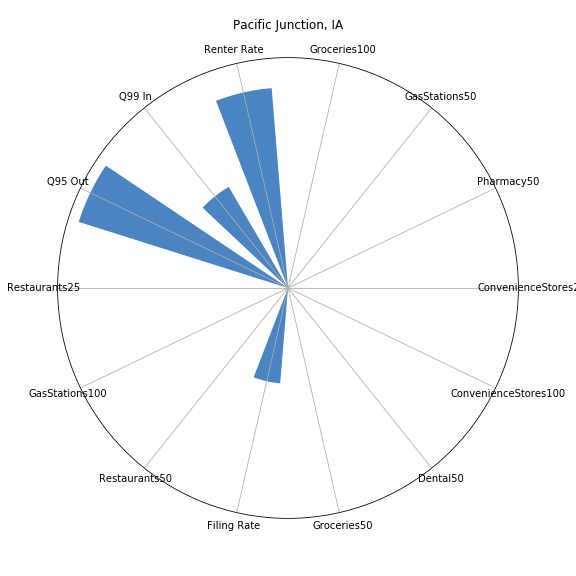 Pacific Junction, IA
Renter Rate
Groceries100
Q99 In
GasStations50
Q95 Out
Pharmacy50
Restaurants25
ConvenienceStores2
GasStations100
ConvenienceStores100
Restaurants50
Dental50
Filing Rate
Groceries50